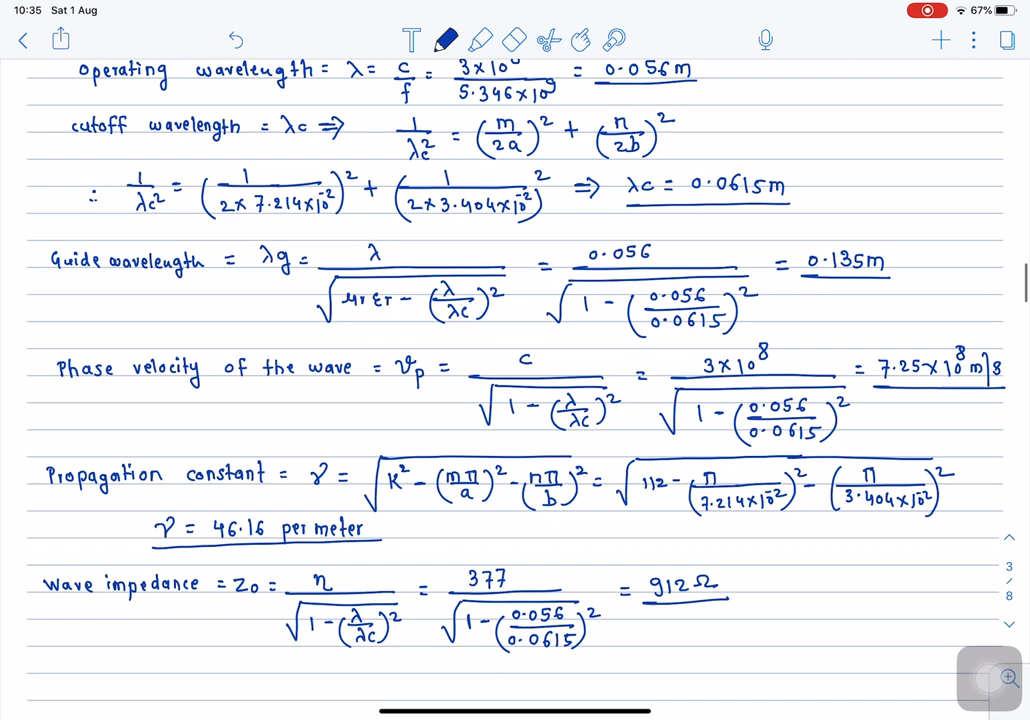 10:35 Sat 1 Aug 67%
operating wavelength = λ = c/f = 3×10⁸/5.346×10⁹ = 0.056m
cutoff wavelength = λc ⇒ 1/λc² = (m/2a)² + (n/2b)²
∴ 1/λc² = (1/2×7.214×10⁻²)² + (1/2×3.404×10⁻²)² ⇒ λc = 0.0615m
Guide wavelength = λg = λ/√(μr εr − (λ/λc)²) = 0.056/√(1 − (0.056/0.0615)²) = 0.135m
Phase velocity of the wave = vp = c/√(1 − (λ/λc)²) = 3×10⁸/√(1 − (0.056/0.0615)²) = 7.25×10⁸ m/s
Propagation constant = γ = √(K² − (mπ/a)² − (nπ/b)²) = √(112 − (π/7.214×10⁻²)² − (π/3.404×10⁻²)²)
γ = 46.16 per meter
wave impedance = Z0 = η/√(1 − (λ/λc)²) = 377/√(1 − (0.056/0.0615)²) = 912 Ω
3
/
8